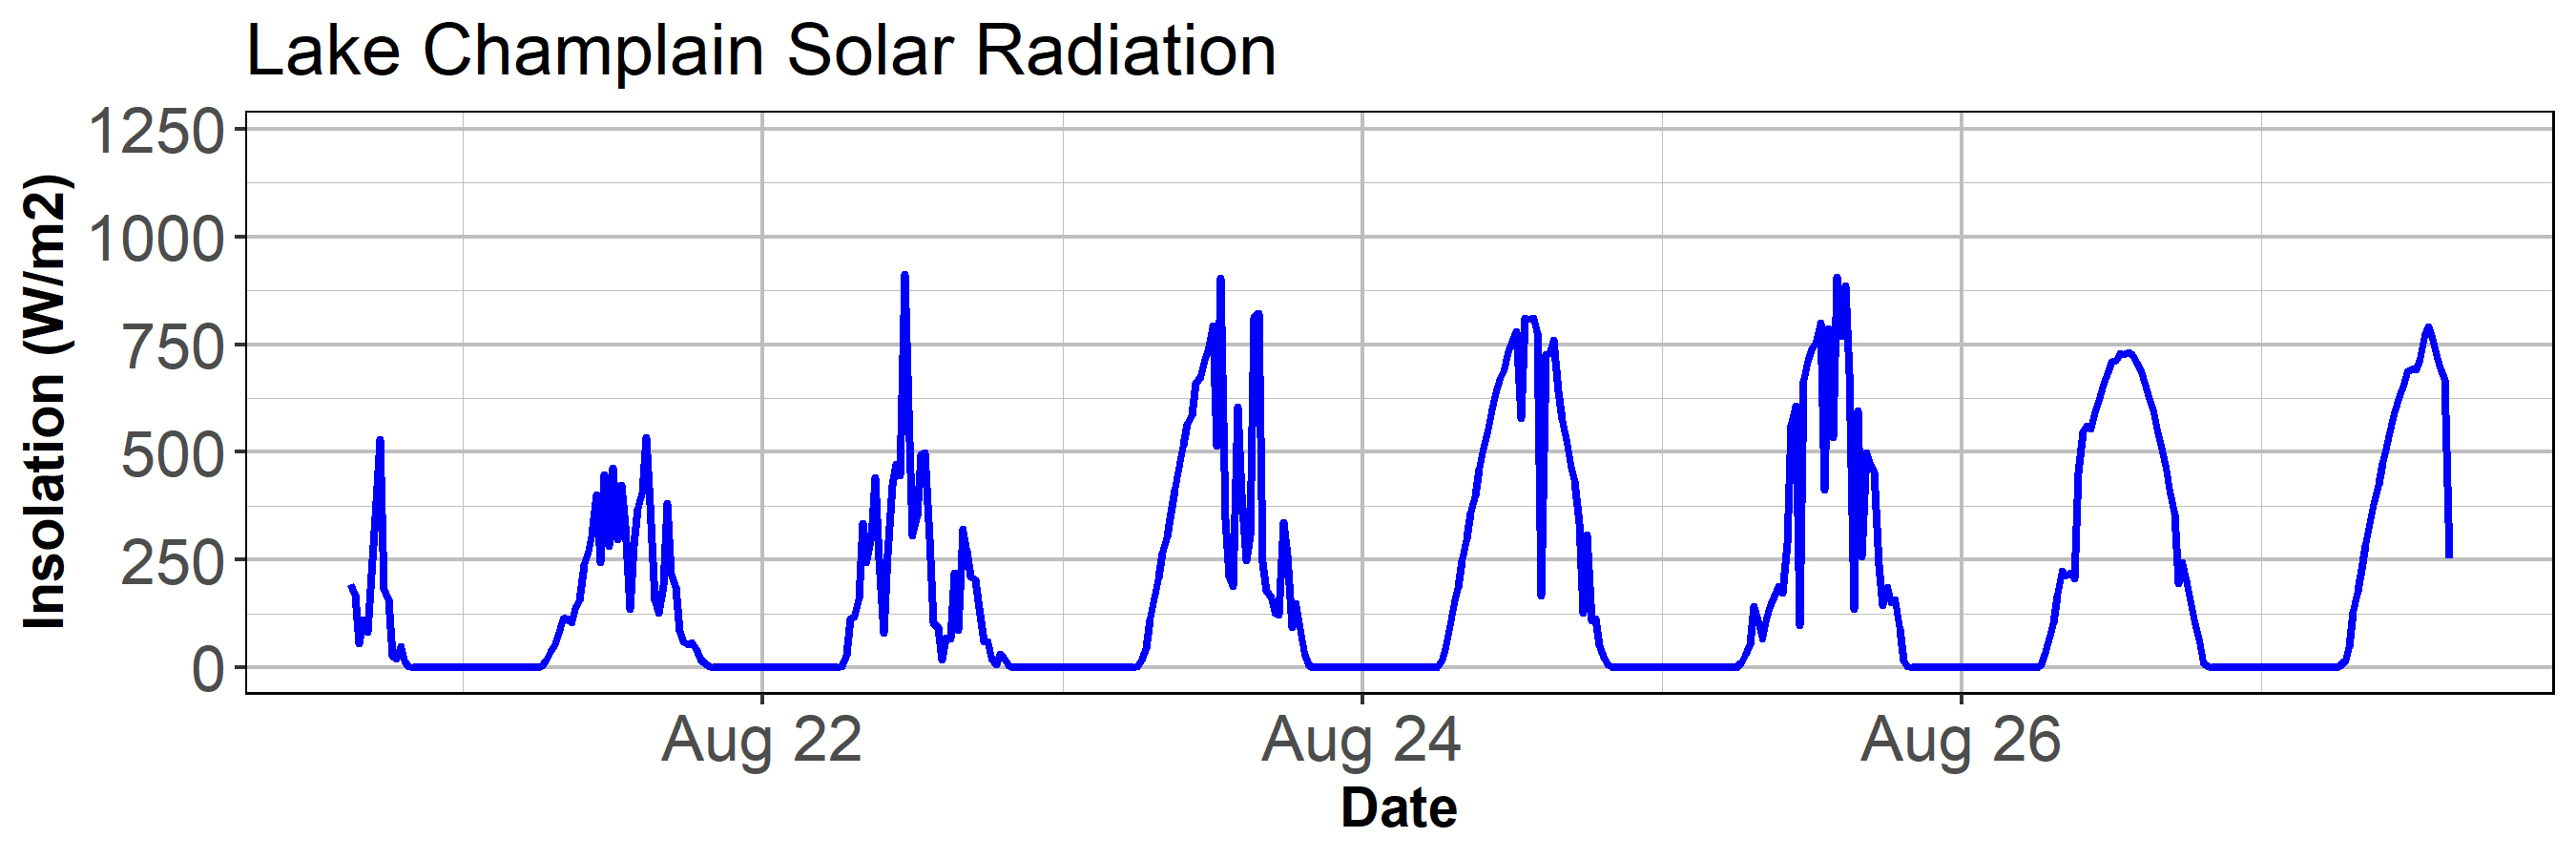 Lake Champlain Solar Radiation
Insolation (W/m2)
1250
1000
750
500
250
0
Aug 22
Aug 24
Aug 26
Date